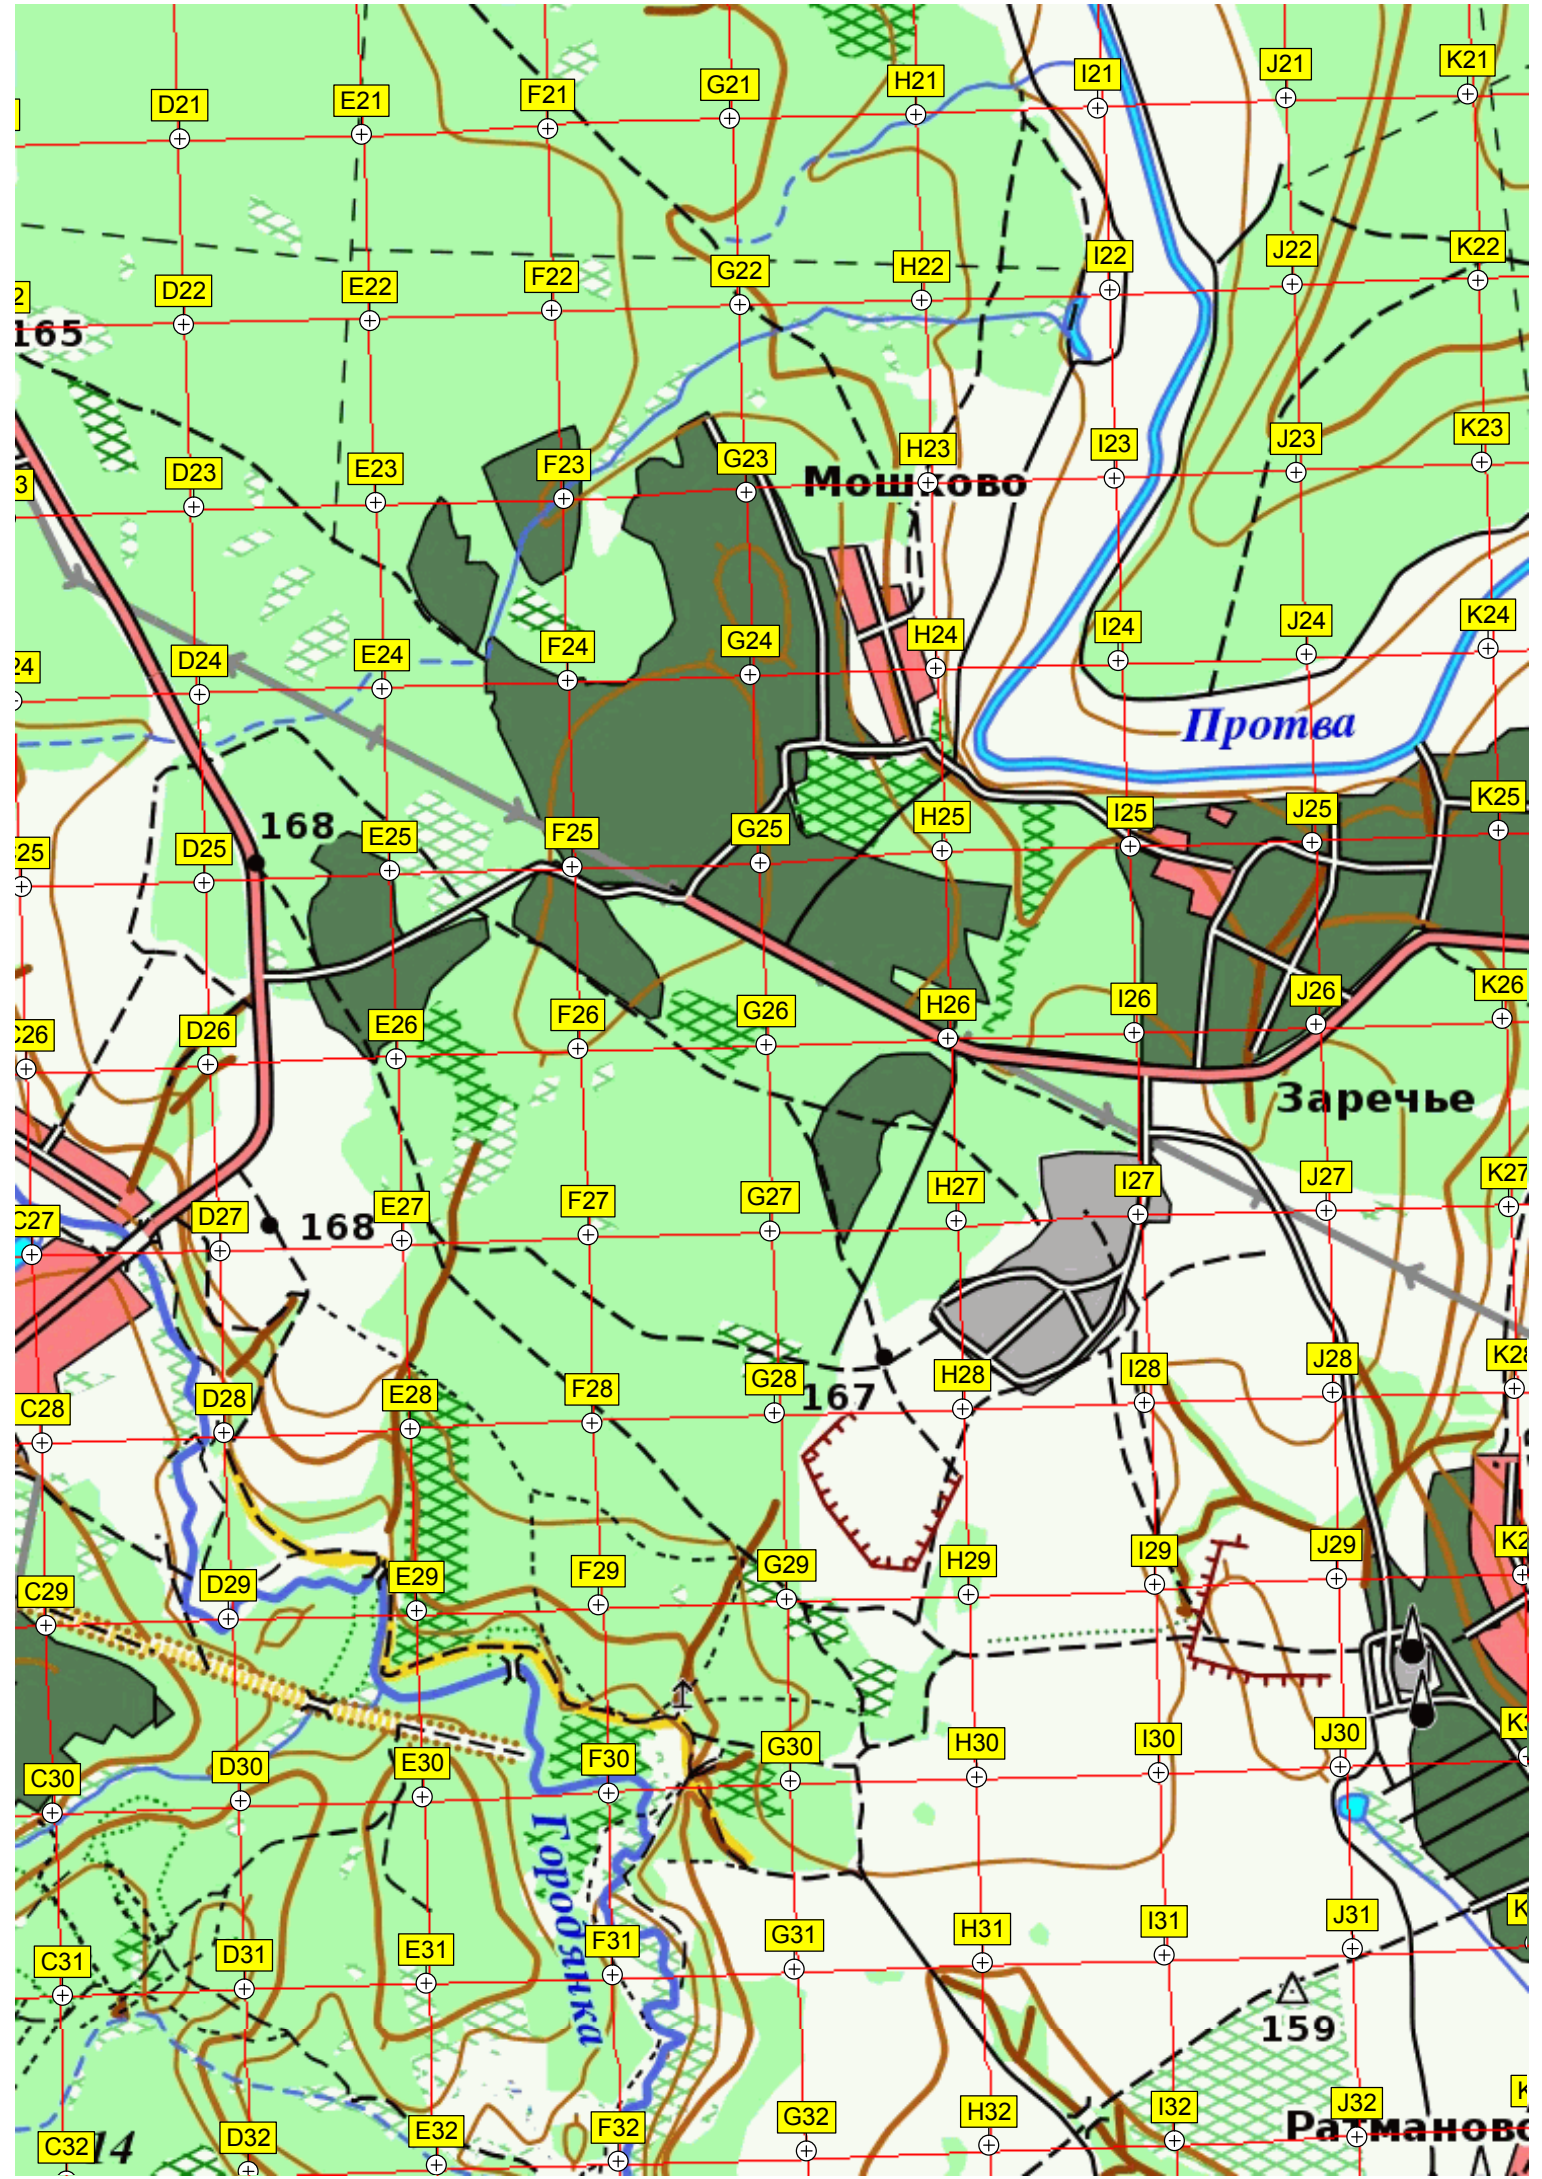 D21 E21 F21 G21 H21 I21 J21 K21
D22 E22 F22 G22 H22 I22 J22 K22
165
D23 E23 F23 G23 H23 I23 J23 K23
Мошково
D24 E24 F24 G24 H24 I24 J24 K24
Протва
168
D25 E25 F25 G25 H25 I25 J25 K25
D26 E26 F26 G26 H26 I26 J26 K26
Заречье
C27 D27 E27 F27 G27 H27 I27 J27 K27
168
C28 D28 E28 F28 G28 H28 I28 J28 K28
167
C29 D29 E29 F29 G29 H29 I29 J29
C30 D30 E30 F30 G30 H30 I30 J30
Городянка
C31 D31 E31 F31 G31 H31 I31 J31
159
C32 D32 E32 F32 G32 H32 I32 J32
14